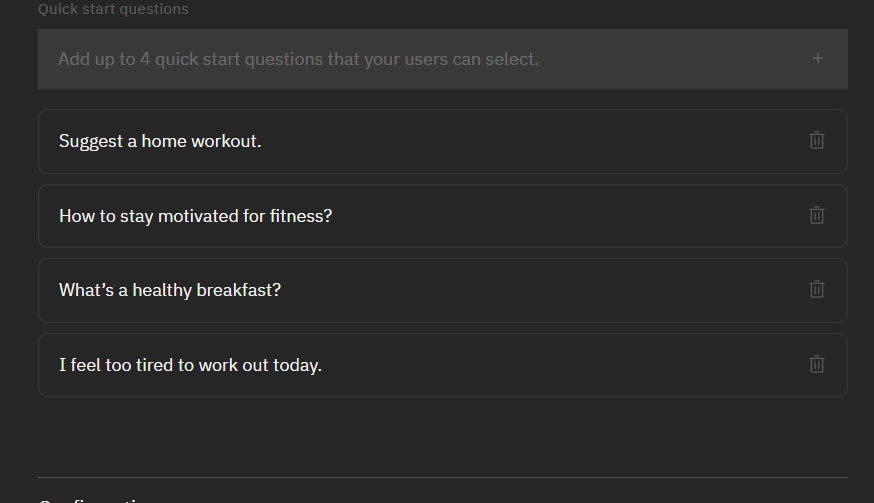 Quick start questions
Add up to 4 quick start questions that your users can select.
Suggest a home workout.
How to stay motivated for fitness?
What’s a healthy breakfast?
I feel too tired to work out today.